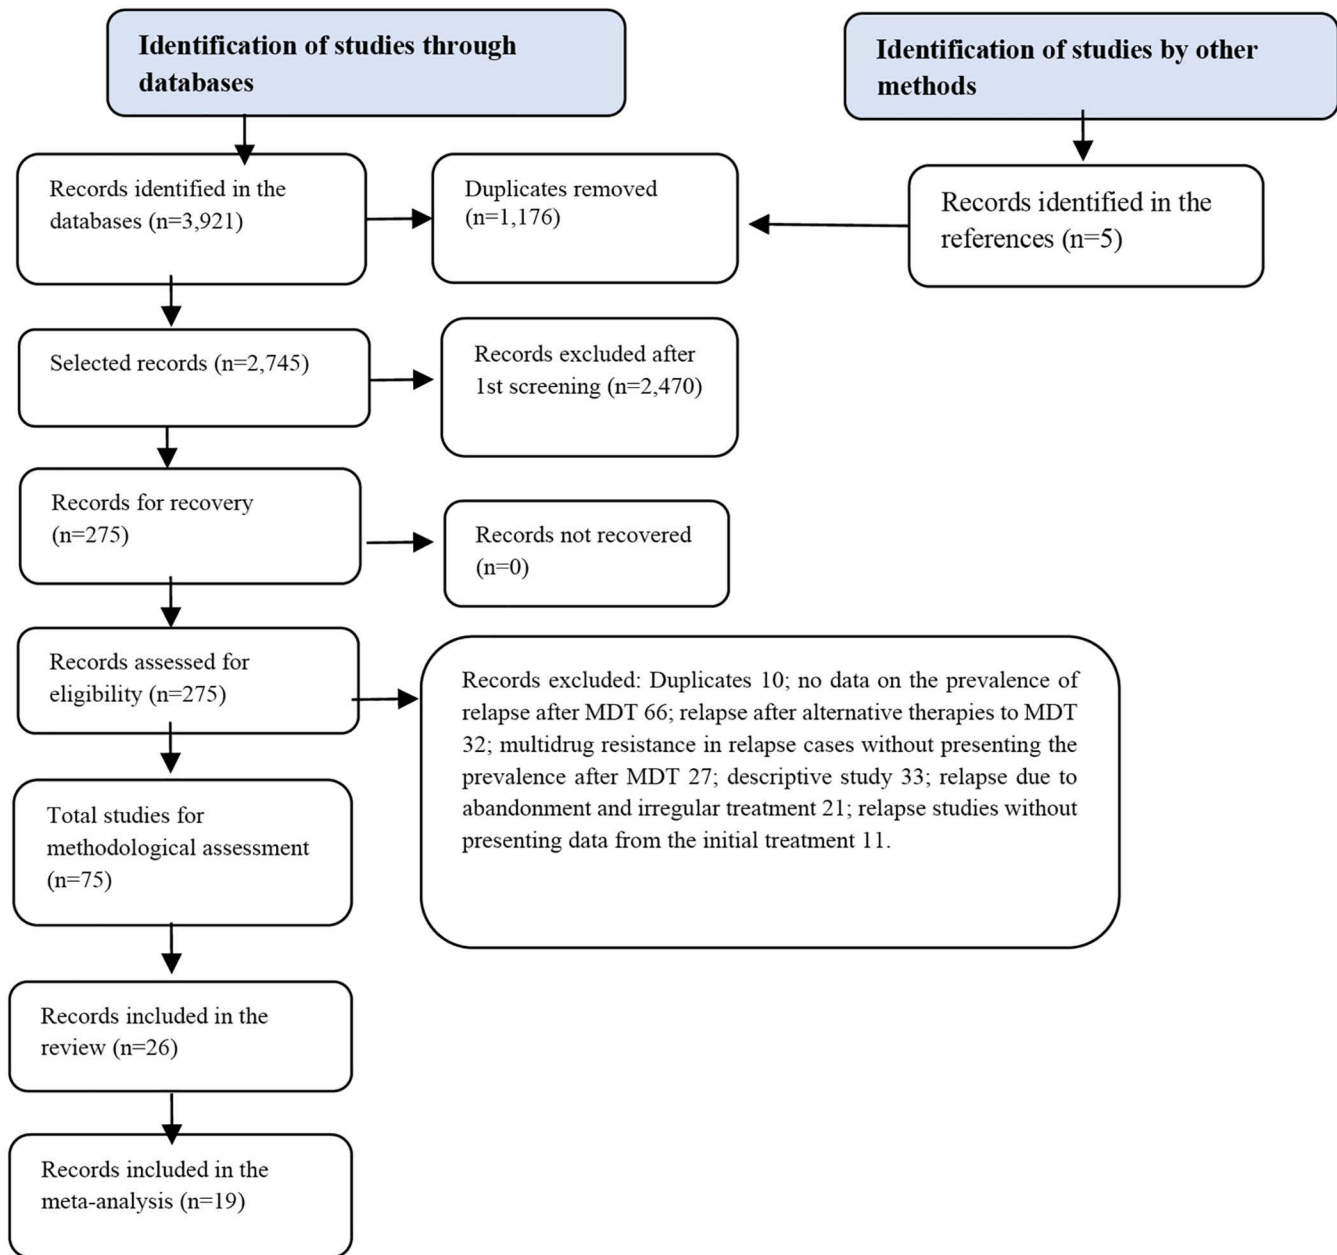 Identification of studies through
databases
Identification of studies by other
methods
Records identified in the
databases (n=3,921)
Duplicates removed
(n=1,176)
Records identified in the
references (n=5)
Selected records (n=2,745)
Records excluded after
1st screening (n=2,470)
Records for recovery
(n=275)
Records not recovered
(n=0)
Records assessed for
eligibility (n=275)
Records excluded: Duplicates 10; no data on the prevalence of
relapse after MDT 66; relapse after alternative therapies to MDT
32; multidrug resistance in relapse cases without presenting the
prevalence after MDT 27; descriptive study 33; relapse due to
abandonment and irregular treatment 21; relapse studies without
presenting data from the initial treatment 11.
Total studies for
methodological assessment
(n=75)
Records included in the
review (n=26)
Records included in the
meta-analysis (n=19)